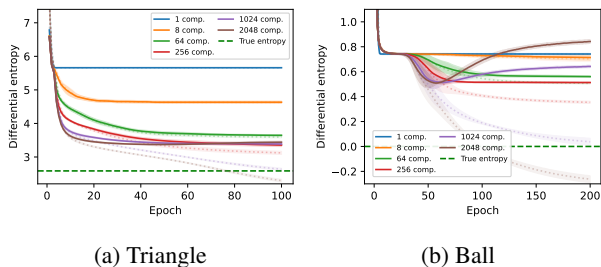 7
6
5
4
3
Differential entropy
1 comp.
8 comp.
64 comp.
256 comp.
1024 comp.
2048 comp.
True entropy
0 20 40 60 80 100
Epoch
(a) Triangle
1.0
0.8
0.6
0.4
0.2
0.0
−0.2
Differential entropy
1 comp.
8 comp.
64 comp.
256 comp.
1024 comp.
2048 comp.
True entropy
0 50 100 150 200
Epoch
(b) Ball